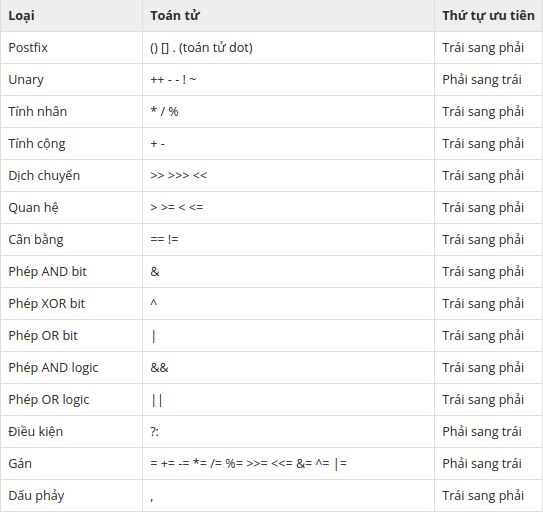 Loại Toán tử Thứ tự ưu tiên
Postfix () [] . (toán tử dot) Trái sang phải
Unary ++ - - ! ~ Phải sang trái
Tính nhân * / % Trái sang phải
Tính cộng + - Trái sang phải
Dịch chuyển >> >>> << Trái sang phải
Quan hệ > >= < <= Trái sang phải
Cân bằng == != Trái sang phải
Phép AND bit & Trái sang phải
Phép XOR bit ^ Trái sang phải
Phép OR bit | Trái sang phải
Phép AND logic && Trái sang phải
Phép OR logic || Trái sang phải
Điều kiện ?: Phải sang trái
Gán = += -= *= /= %= >>= <<= &= ^= |= Phải sang trái
Dấu phảy , Trái sang phải